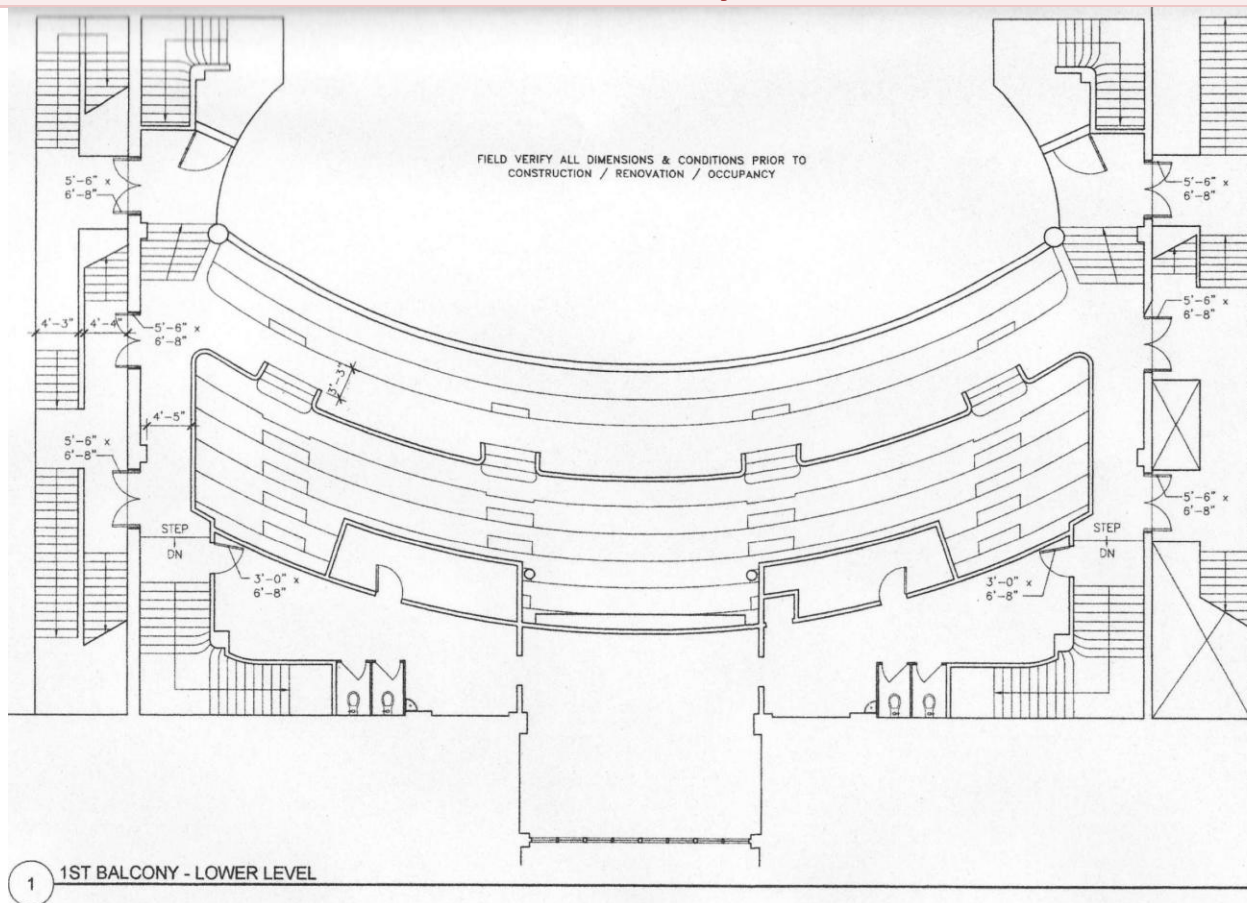 FIELD VERIFY ALL DIMENSIONS & CONDITIONS PRIOR TO
CONSTRUCTION / RENOVATION / OCCUPANCY
5'-6" x
6'-8"
5'-6" x
6'-8"
4'-3"
4'-4"
5'-6" x
6'-8"
5'-6" x
6'-8"
3'-3"
4'-5"
5'-6" x
6'-8"
5'-6" x
6'-8"
STEP
DN
STEP
DN
3'-0" x
6'-8"
3'-0" x
6'-8"
1
1ST BALCONY - LOWER LEVEL